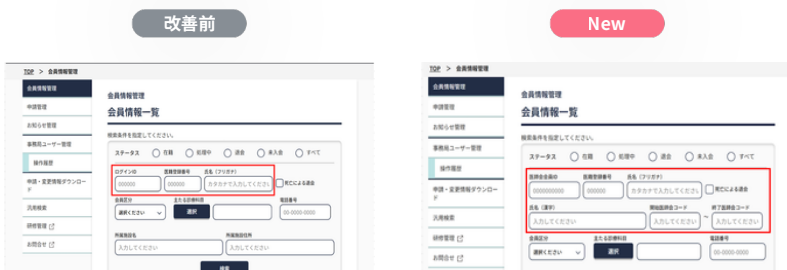 改善前
TOP > 会員情報管理
会員情報管理
申請管理
お知らせ管理
事務局ユーザー管理
操作履歴
申請・変更情報ダウンロード
汎用検索
研修管理
お問合せ
会員情報管理
会員情報一覧
検索条件を指定してください。
ステータス 在籍 処理中 退会 未入会 すべて
ログインID 医籍登録番号 氏名（フリガナ）
000000 000000 カタカナで入力してください 死亡による退会
会員区分 主たる診療科目 電話番号
選択ください 選択 00-0000-0000
所属施設名 所属施設住所
入力してください 入力してください
検索
New
TOP > 会員情報管理
会員情報管理
申請管理
お知らせ管理
事務局ユーザー管理
操作履歴
申請・変更情報ダウンロード
汎用検索
研修管理
お問合せ
会員情報管理
会員情報一覧
検索条件を指定してください。
ステータス 在籍 処理中 退会 未入会 すべて
医師会会員ID 医籍登録番号 氏名（フリガナ）
0000000000 000000 カタカナで入力してください 死亡による退会
氏名（漢字） 開始医師会コード 終了医師会コード
入力してください 入力してください ～ 入力してください
会員区分 主たる診療科目 電話番号
選択ください 選択 00-0000-0000